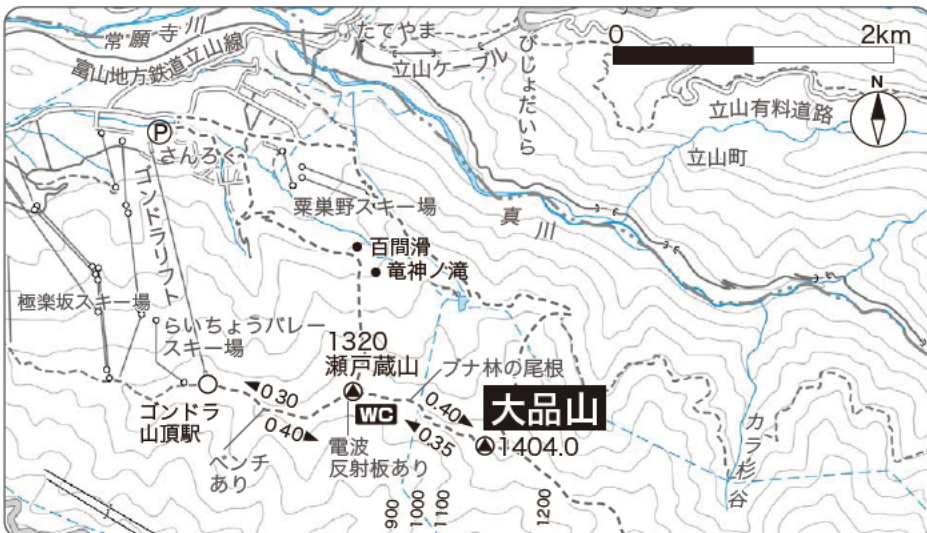 常願寺川
富山地方鉄道立山線
たてやま
立山ケーブル
びじょだいら
0 2km
N
立山有料道路
立山町
P
さんろく
ゴンドラリフト
粟巣野スキー場
真川
百間滑
竜神ノ滝
極楽坂スキー場
らいちょうバレー
スキー場
1320
瀬戸蔵山
ブナ林の尾根
大品山
1404.0
ゴンドラ
山頂駅
0.30
0.40
WC
0.40
0.35
ベンチ
あり
電波
反射板あり
カラ杉谷
900
1000
1100
1200